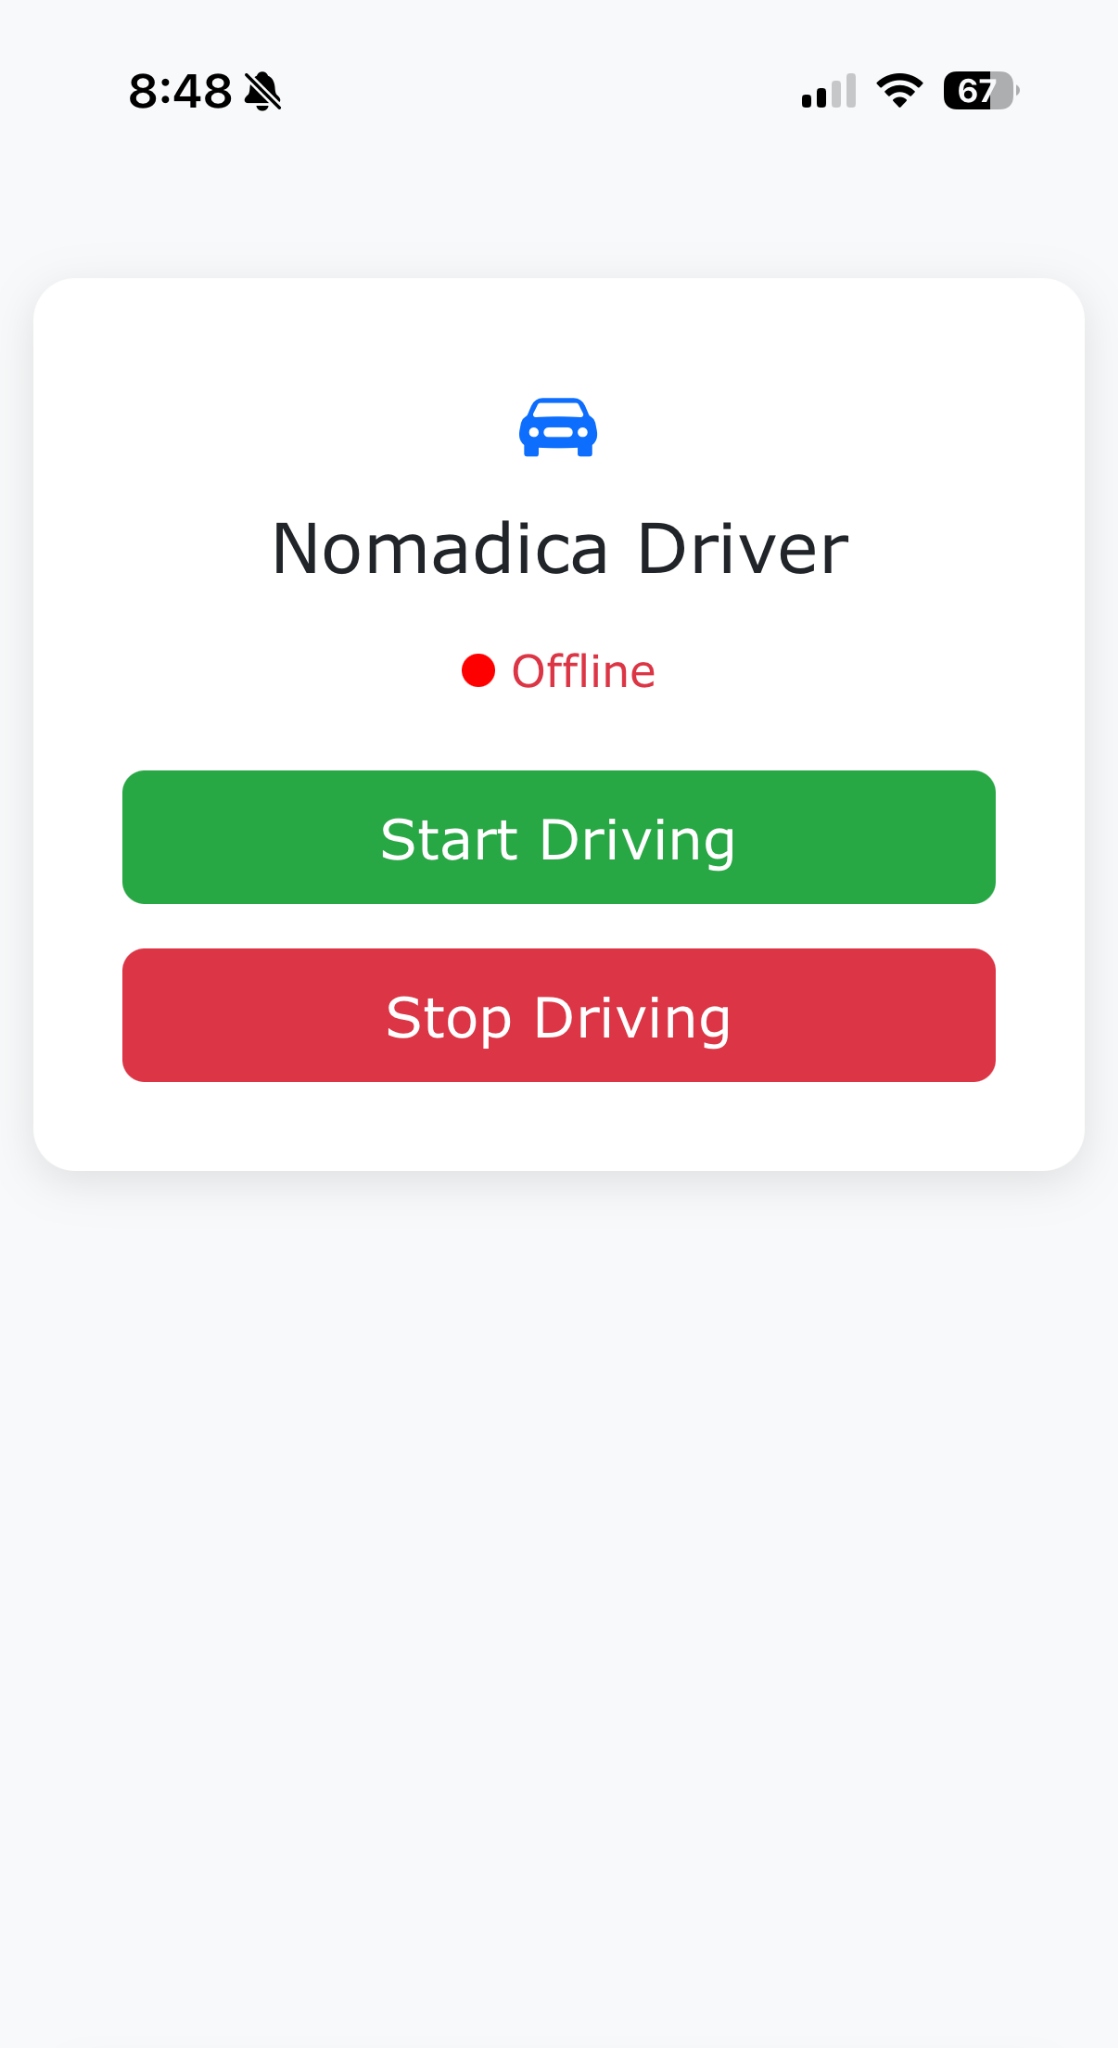 8:48
67
Nomadica Driver
Offline
Start Driving
Stop Driving